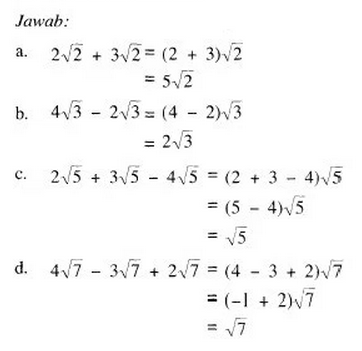 Jawab:
a. 2√2 + 3√2 = (2 + 3)√2
= 5√2
b. 4√3 − 2√3 = (4 − 2)√3
= 2√3
c. 2√5 + 3√5 − 4√5 = (2 + 3 − 4)√5
= (5 − 4)√5
= √5
d. 4√7 − 3√7 + 2√7 = (4 − 3 + 2)√7
= (−1 + 2)√7
= √7